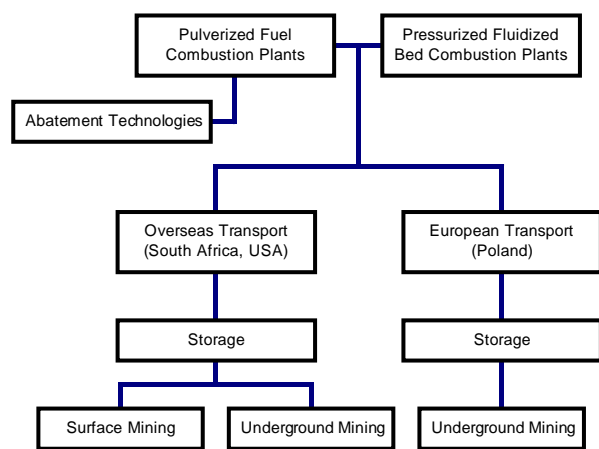 Pulverized Fuel
Combustion Plants
Pressurized Fluidized
Bed Combustion Plants
Abatement Technologies
Overseas Transport
(South Africa, USA)
European Transport
(Poland)
Storage
Storage
Surface Mining
Underground Mining
Underground Mining